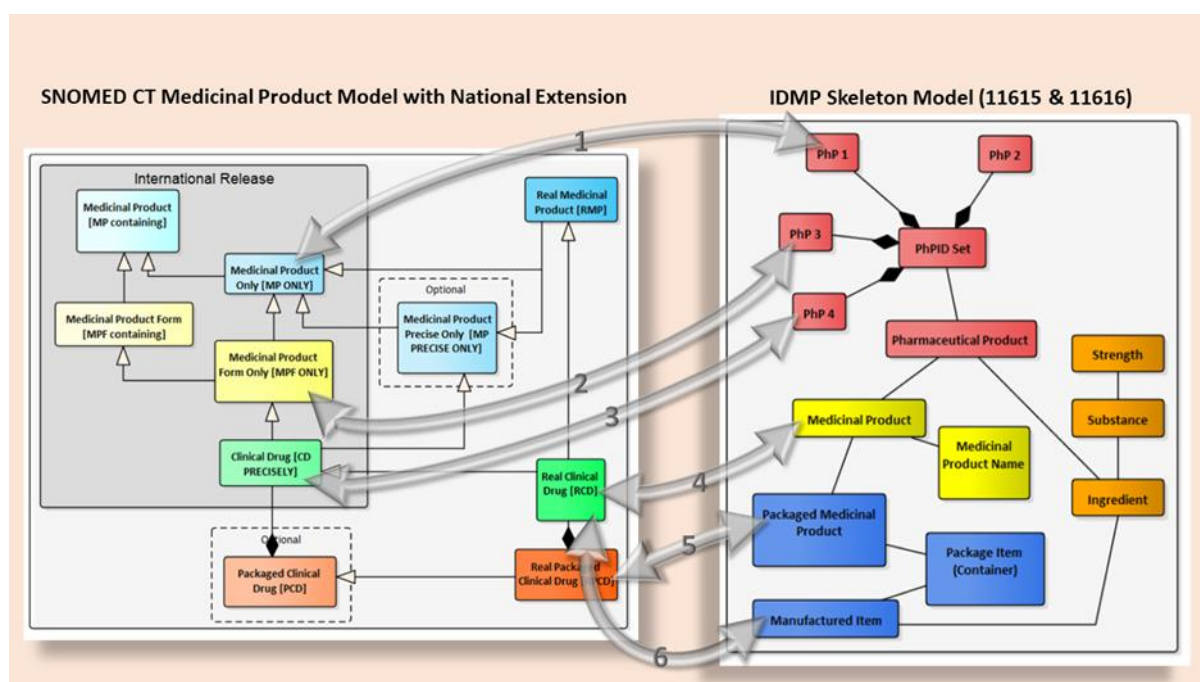 SNOMED CT Medicinal Product Model with National Extension
IDMP Skeleton Model (11615 & 11616)
International Release
Medicinal Product
[MP containing]
Real Medicinal
Product [RMP]
Medicinal Product
Only [MP ONLY]
Optional
Medicinal Product Form
[MPF containing]
Medicinal Product
Precise Only [MP
PRECISE ONLY]
Medicinal Product
Form Only [MPF ONLY]
Clinical Drug [CD
PRECISELY]
Real Clinical
Drug [RCD]
Packaged Clinical
Drug [PCD]
Real
Clinical Drug
1
2
3
4
5
6
PhP 1
PhP 2
PhP 3
PhPID Set
PhP 4
Pharmaceutical Product
Strength
Medicinal Product
Substance
Medicinal
Product Name
Ingredient
Packaged Medicinal
Product
Package Item
(Container)
Manufactured Item